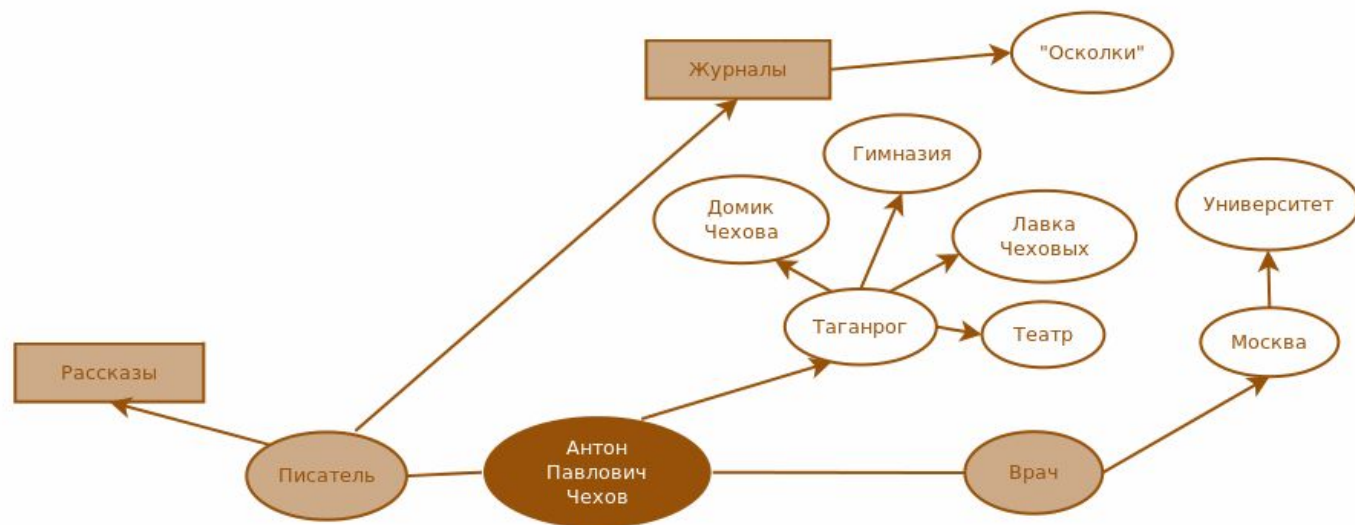 "Осколки"
Журналы
Гимназия
Домик
Чехова
Университет
Лавка
Чеховых
Таганрог
Театр
Москва
Рассказы
Писатель
Антон
Павлович
Чехов
Врач